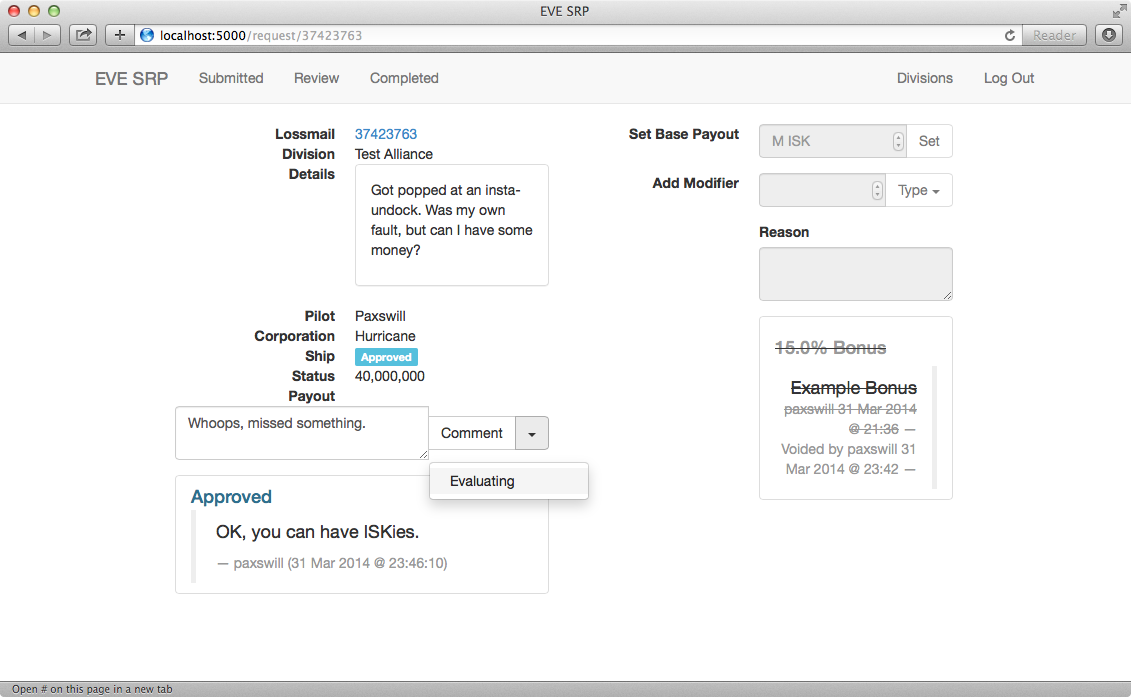 EVE SRP
localhost:5000/request/37423763
Reader
EVE SRP Submitted Review Completed Divisions Log Out
Lossmail 37423763
Division Test Alliance
Details
Got popped at an insta-
undock. Was my own
fault, but can I have some
money?
Pilot Paxswill
Corporation Hurricane
Ship Approved
Status 40,000,000
Payout
Whoops, missed something.
Comment
Evaluating
Approved
OK, you can have ISKies.
— paxswill (31 Mar 2014 @ 23:46:10)
Set Base Payout M ISK Set
Add Modifier Type
Reason
15.0% Bonus
Example Bonus
paxswill 31 Mar 2014
@ 21:36 —
Voided by paxswill 31
Mar 2014 @ 23:42 —
Open # on this page in a new tab